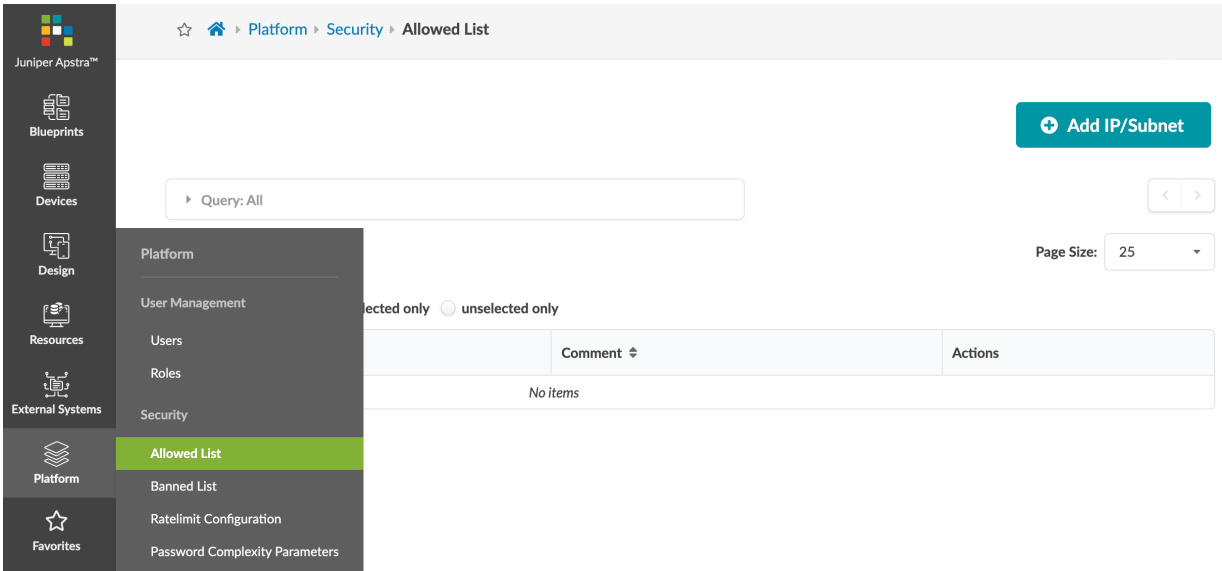 Juniper Apstra™
Blueprints
Devices
Design
Resources
External Systems
Platform
Favorites
Platform Security Allowed List
Add IP/Subnet
Query: All
Page Size: 25
Platform
User Management
Users
Roles
Security
Allowed List
Banned List
Ratelimit Configuration
Password Complexity Parameters
only unselected only
Comment Actions
No items